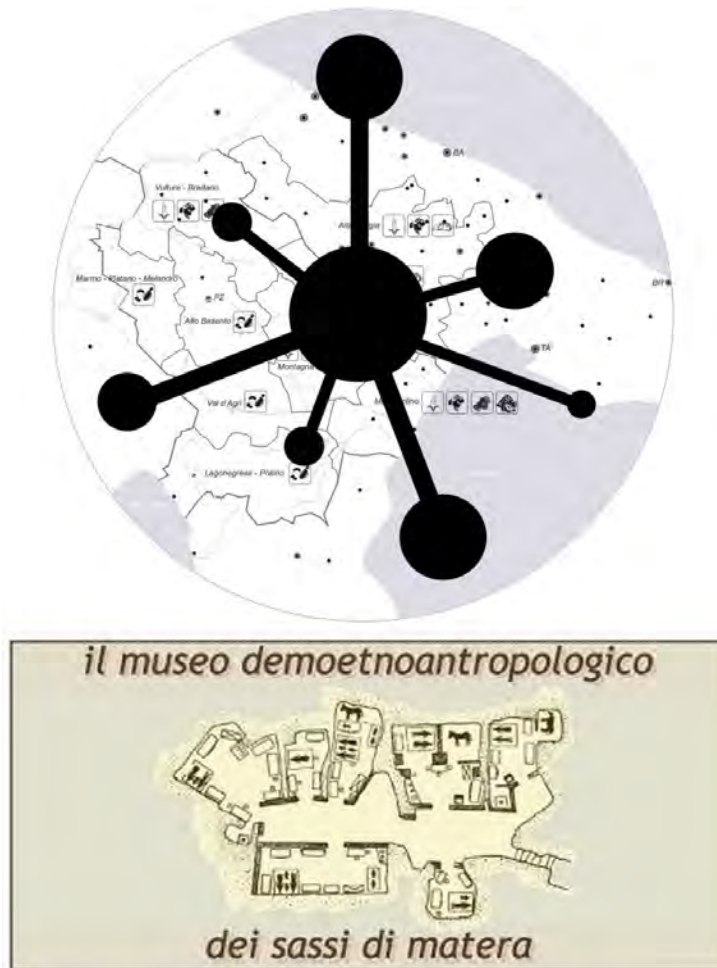 BA
Vulture - Bradano
BR
Marmo - Platano - Melandro
PZ
Alto Basento
TA
Montagna
Val d'Agri
Lagonegrese - Pollino
il museo demoetnoantropologico
dei sassi di matera